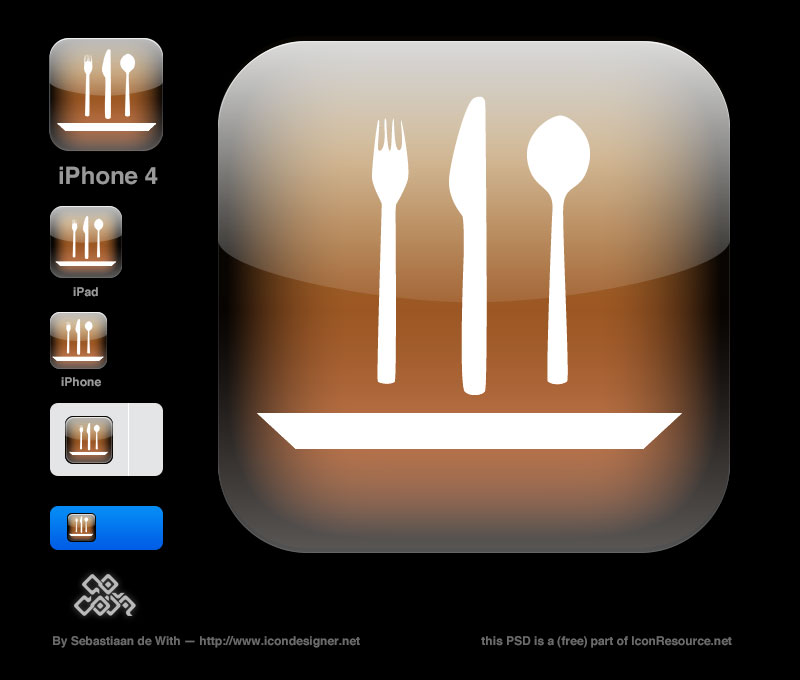 iPhone 4
iPad
iPhone
By Sebastiaan de With — http://www.icondesigner.net
this PSD is a (free) part of IconResource.net